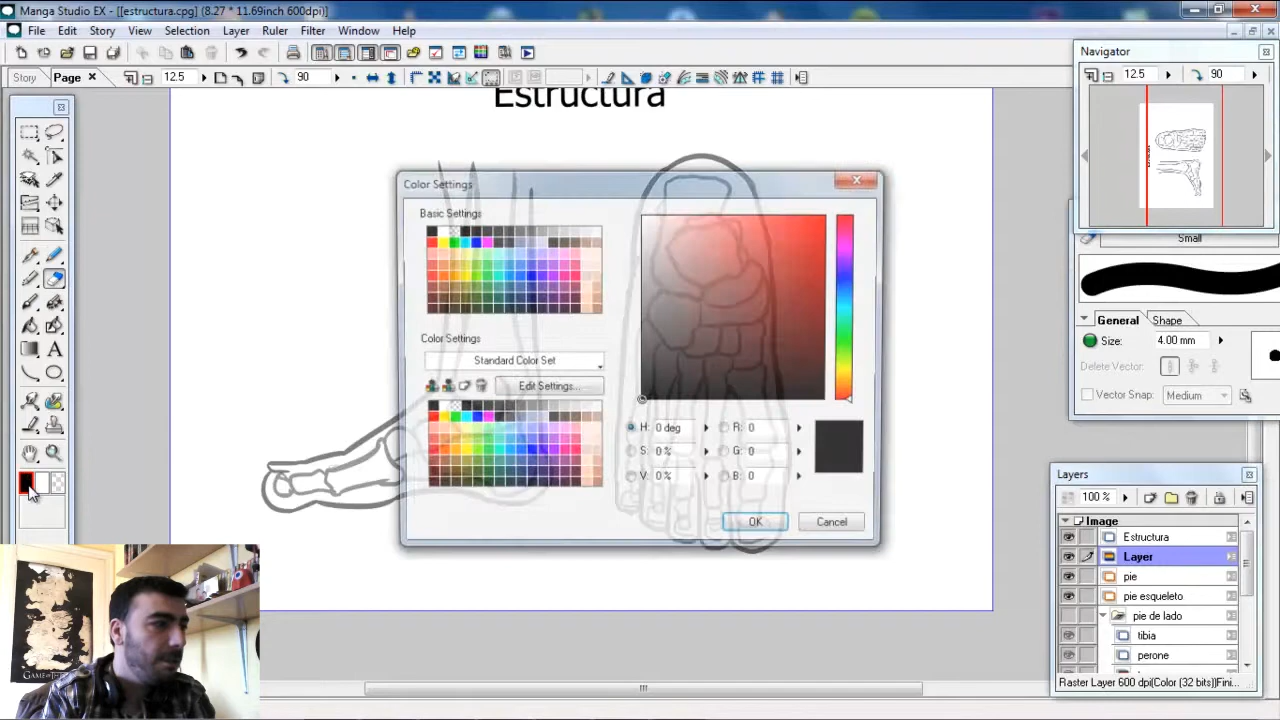 Manga Studio EX - [[estructura.cpg] (8.27 * 11.69inch 600dpi)]
File Edit Story View Selection Layer Ruler Filter Window Help
Story Page 12.5 90
Navigator
12.5 90
Estructura
Color Settings
Basic Settings
Color Settings
Standard Color Set
Edit Settings...
H: 0 deg R: 0
S: 0 % G: 0
V: 0 % B: 0
OK Cancel
Small
General Shape
Size: 4.00 mm
Delete Vector:
Vector Snap: Medium
Layers
100 %
Image
Estructura
Layer
pie
pie esqueleto
pie de lado
tibia
perone
Raster Layer 600 dpi(Color (32 bits))Fini...
GAME OF THR